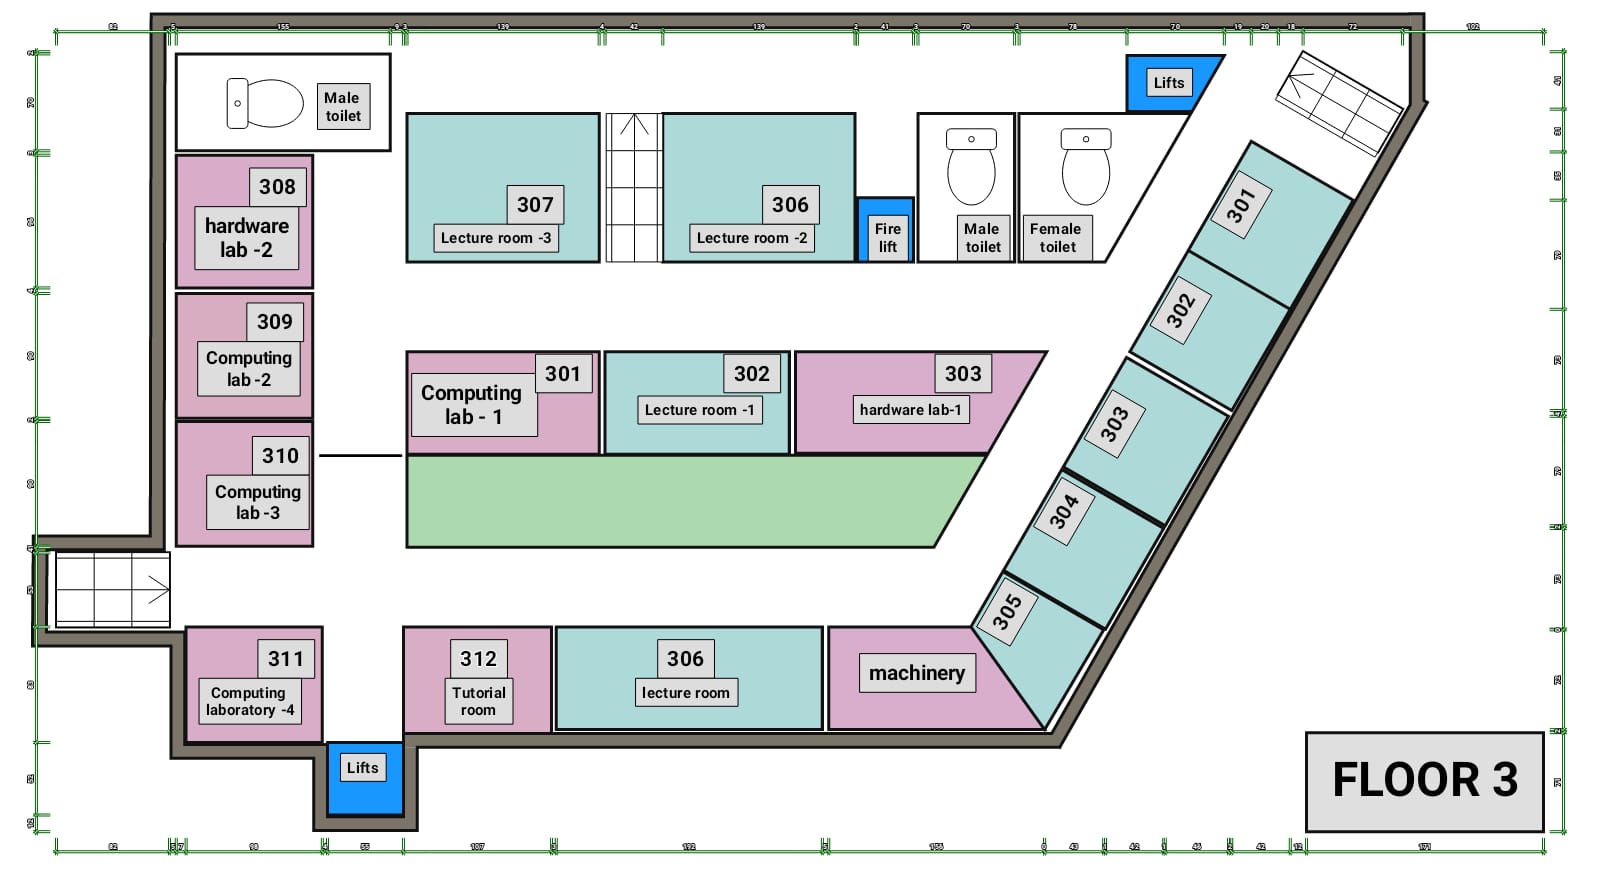 Lifts
Male
toilet
308
hardware
lab -2
307
Lecture room -3
306
Lecture room -2
Fire
lift
Male
toilet
Female
toilet
301
302
303
304
305
309
Computing
lab -2
301
Computing
lab - 1
302
Lecture room -1
303
hardware lab-1
310
Computing
lab -3
311
Computing
laboratory -4
312
Tutorial
room
306
lecture room
machinery
Lifts
FLOOR 3